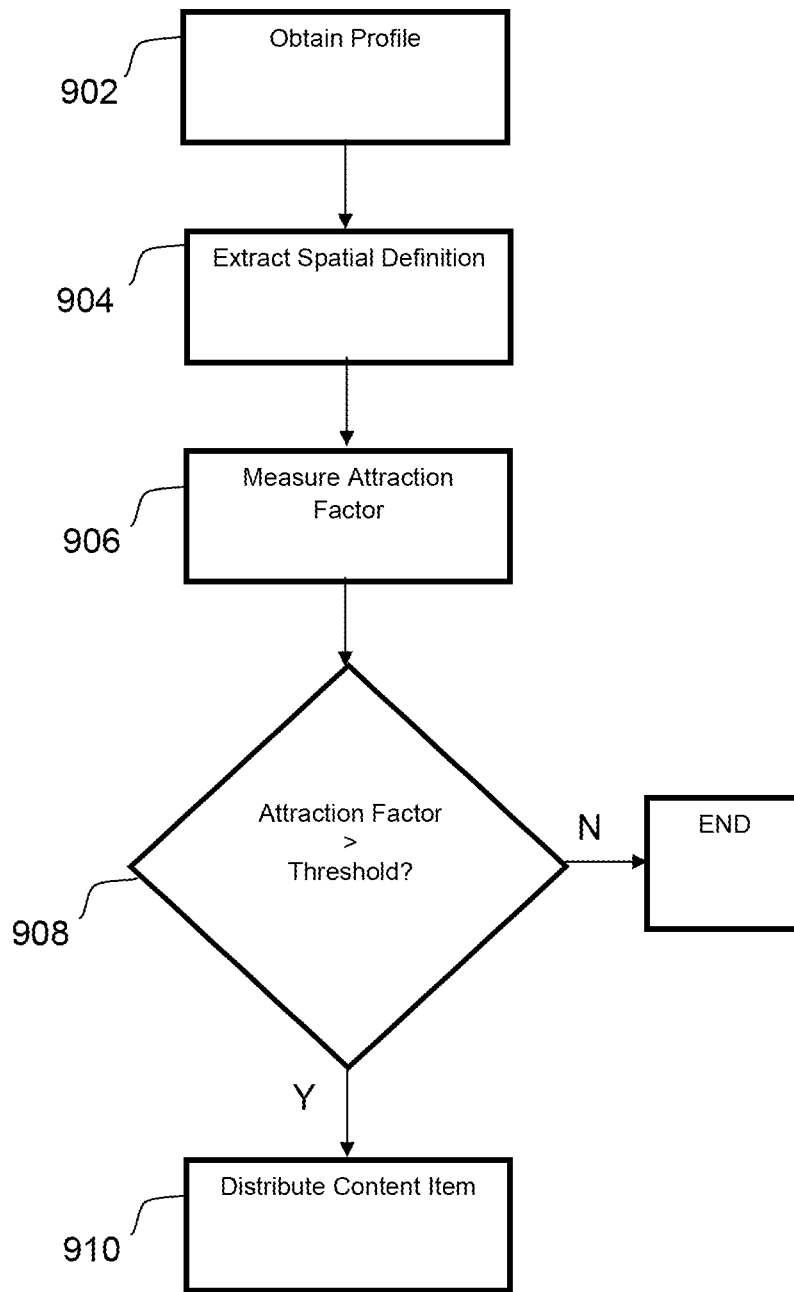 Obtain Profile
902
Extract Spatial Definition
904
Measure Attraction
Factor
906
Attraction Factor
>
Threshold?
N
END
908
Y
Distribute Content Item
910